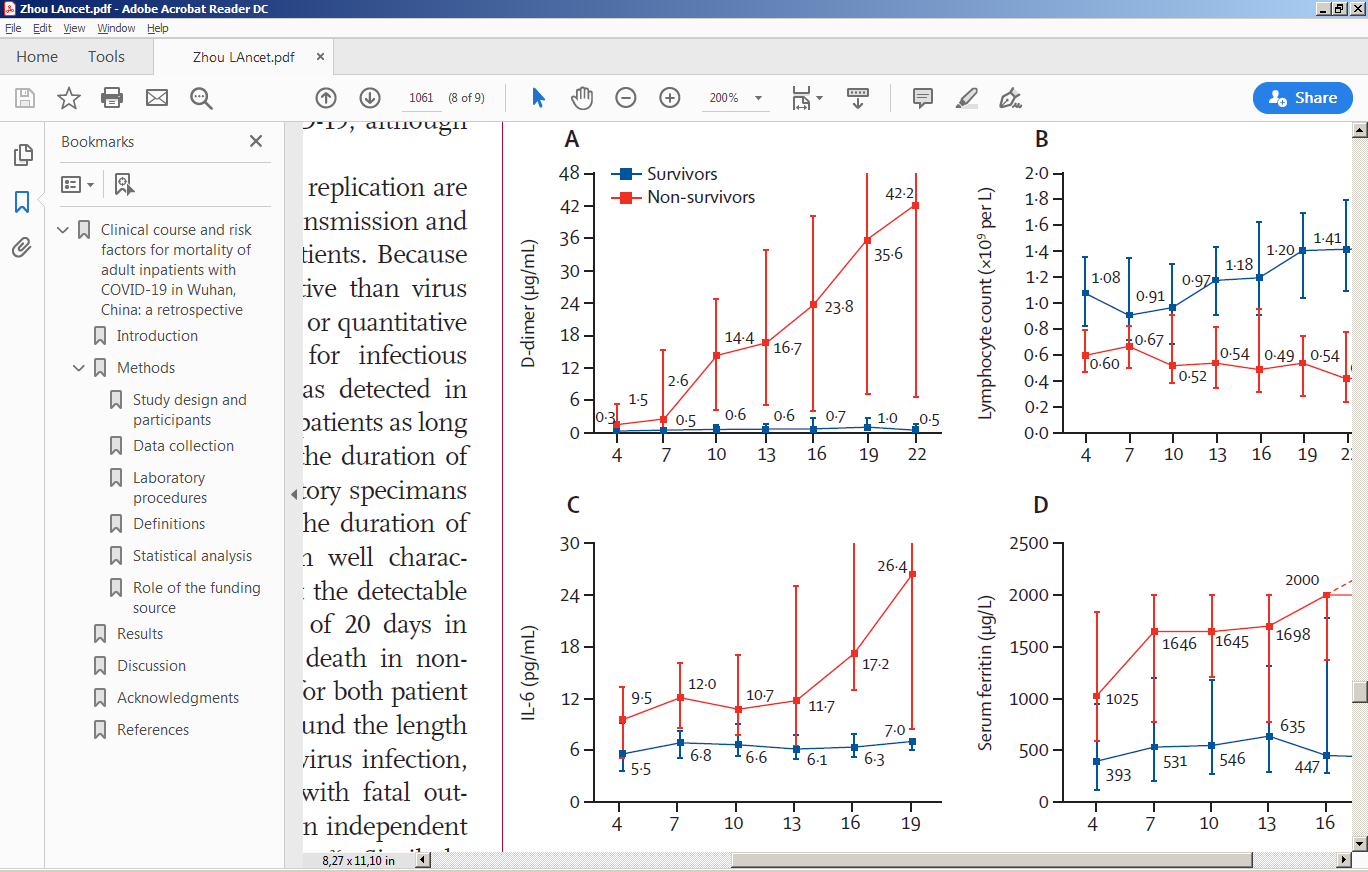 Zhou LAncet.pdf - Adobe Acrobat Reader DC
File Edit View Window Help
Home Tools Zhou LAncet.pdf ×
1061 (8 of 9) 200% Share
Bookmarks
Clinical course and risk
factors for mortality of
adult inpatients with
COVID-19 in Wuhan,
China: a retrospective
Introduction
Methods
Study design and
participants
Data collection
Laboratory
procedures
Definitions
Statistical analysis
Role of the funding
source
Results
Discussion
Acknowledgments
References
D-19, although
replication are
nsmission and
tients. Because
tive than virus
or quantitative
for infectious
as detected in
patients as long
the duration of
tory specimans
he duration of
n well charac-
the detectable
of 20 days in
death in non-
for both patient
und the length
virus infection,
with fatal out-
n independent
8,27 x 11,10 in
A
Survivors
Non-survivors
D-dimer (µg/mL)
48
42
36
30
24
18
12
6
0
0·3 1·5 2·6 14·4 16·7 23·8 35·6 42·2
0·5 0·6 0·6 0·7 1·0 0·5
4 7 10 13 16 19 22
B
Lymphocyte count (×10⁹ per L)
2·0
1·8
1·6
1·4
1·2
1·0
0·8
0·6
0·4
0·2
0·0
1·08 0·91 0·97 1·18 1·20 1·41
0·60 0·67 0·52 0·54 0·49 0·54
4 7 10 13 16 19 22
C
IL-6 (pg/mL)
30
24
18
12
6
0
9·5 12·0 10·7 11·7 17·2 26·4
5·5 6·8 6·6 6·1 6·3 7·0
4 7 10 13 16 19
D
Serum ferritin (µg/L)
2500
2000
1500
1000
500
0
1025 1646 1645 1698 2000
393 531 546 635 447
4 7 10 13 16